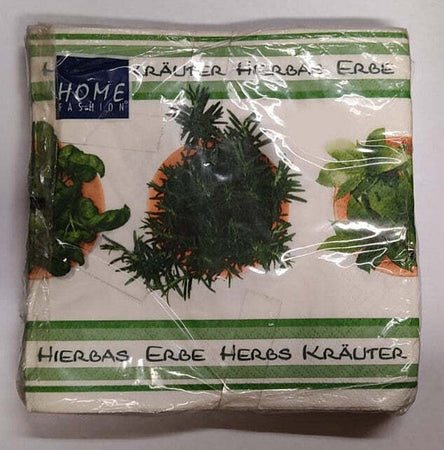 KRÄUTER HIERBAS ERBE
HOME
FASHION®
HIERBAS ERBE HERBS KRÄUTER